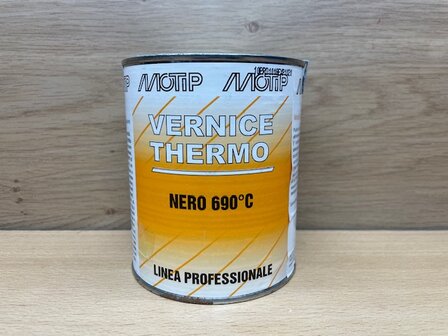 MOTIP MOTIP
VERNICE
THERMO
NERO 690°C
LINEA PROFESSIONALE